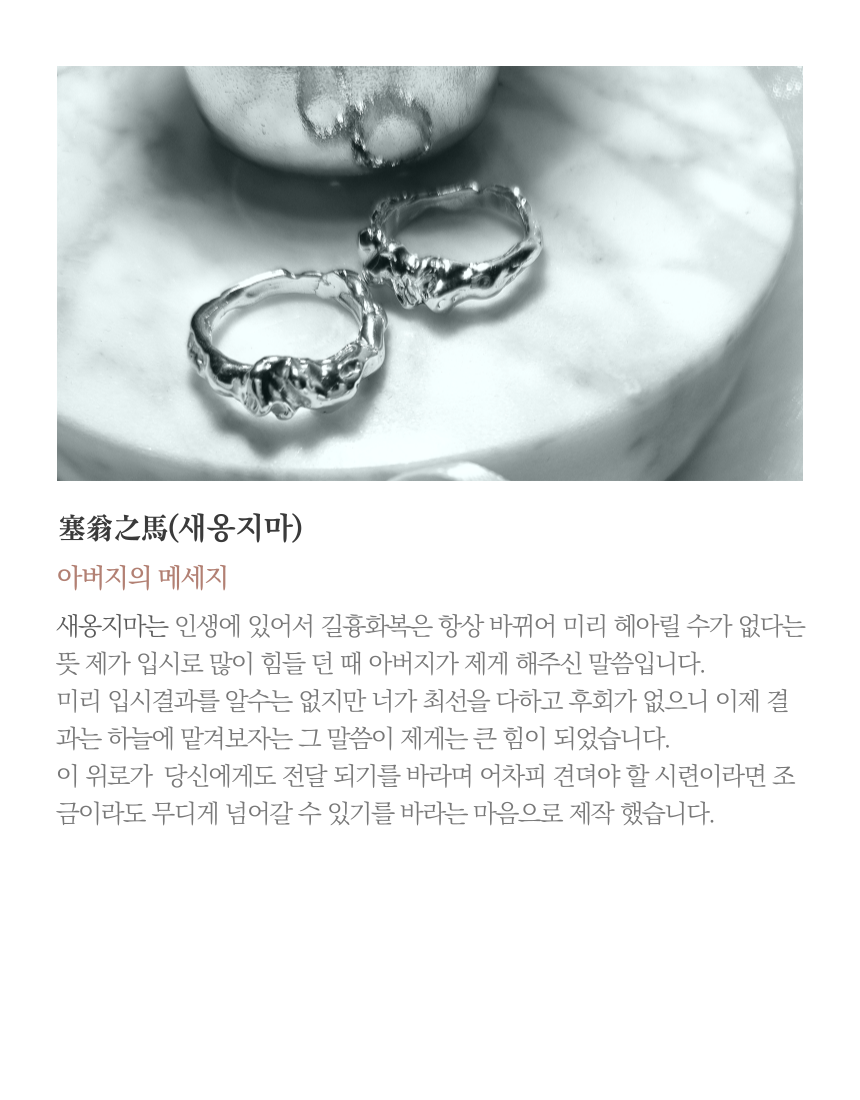 塞翁之馬(새옹지마)
아버지의 메세지
새옹지마는 인생에 있어서 길흉화복은 항상 바뀌어 미리 헤아릴 수가 없다는
뜻 제가 입시로 많이 힘들 던 때 아버지가 제게 해주신 말씀입니다.
미리 입시결과를 알수는 없지만 너가 최선을 다하고 후회가 없으니 이제 결
과는 하늘에 맡겨보자는 그 말씀이 제게는 큰 힘이 되었습니다.
이 위로가  당신에게도 전달 되기를 바라며 어차피 견뎌야 할 시련이라면 조
금이라도 무디게 넘어갈 수 있기를 바라는 마음으로 제작 했습니다.